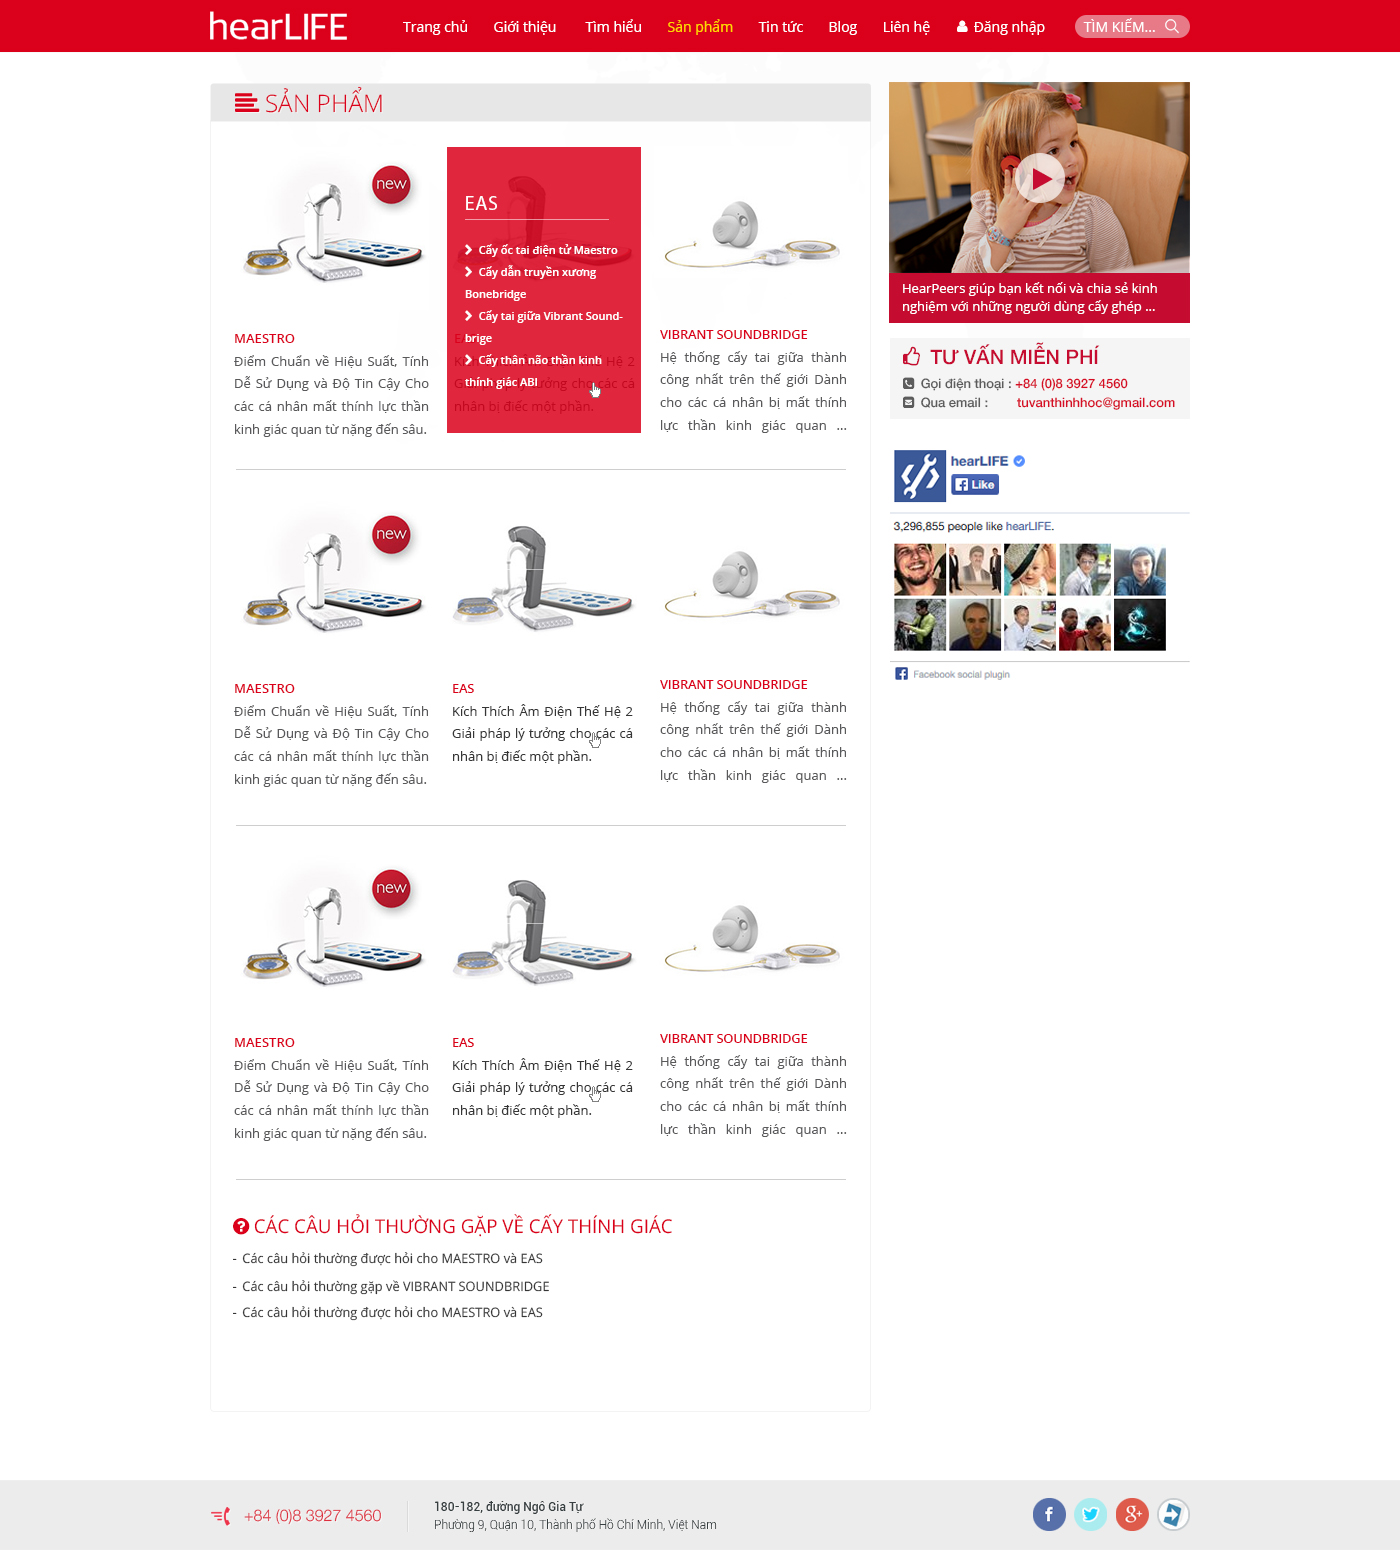 hearLIFE
Trang chủ Giới thiệu Tìm hiểu Sản phẩm Tin tức Blog Liên hệ Đăng nhập TÌM KIẾM...
SẢN PHẨM
new
MAESTRO
Điểm Chuẩn về Hiệu Suất, Tính
Dễ Sử Dụng và Độ Tin Cậy Cho
các cá nhân mất thính lực thần
kinh giác quan từ nặng đến sâu.
EAS
Cấy ốc tai điện tử Maestro
Cấy dẫn truyền xương
Bonebridge
Cấy tai giữa Vibrant Sound-
brige
Cấy thân não thần kinh
thính giác ABI
VIBRANT SOUNDBRIDGE
Hệ thống cấy tai giữa thành
công nhất trên thế giới Dành
cho các cá nhân bị mất thính
lực thần kinh giác quan ...
new
MAESTRO
Điểm Chuẩn về Hiệu Suất, Tính
Dễ Sử Dụng và Độ Tin Cậy Cho
các cá nhân mất thính lực thần
kinh giác quan từ nặng đến sâu.
EAS
Kích Thích Âm Điện Thế Hệ 2
Giải pháp lý tưởng cho các cá
nhân bị điếc một phần.
VIBRANT SOUNDBRIDGE
Hệ thống cấy tai giữa thành
công nhất trên thế giới Dành
cho các cá nhân bị mất thính
lực thần kinh giác quan ...
new
MAESTRO
Điểm Chuẩn về Hiệu Suất, Tính
Dễ Sử Dụng và Độ Tin Cậy Cho
các cá nhân mất thính lực thần
kinh giác quan từ nặng đến sâu.
EAS
Kích Thích Âm Điện Thế Hệ 2
Giải pháp lý tưởng cho các cá
nhân bị điếc một phần.
VIBRANT SOUNDBRIDGE
Hệ thống cấy tai giữa thành
công nhất trên thế giới Dành
cho các cá nhân bị mất thính
lực thần kinh giác quan ...
CÁC CÂU HỎI THƯỜNG GẶP VỀ CẤY THÍNH GIÁC
- Các câu hỏi thường được hỏi cho MAESTRO và EAS
- Các câu hỏi thường gặp về VIBRANT SOUNDBRIDGE
- Các câu hỏi thường được hỏi cho MAESTRO và EAS
HearPeers giúp bạn kết nối và chia sẻ kinh
nghiệm với những người dùng cấy ghép ...
TƯ VẤN MIỄN PHÍ
Gọi điện thoại : +84 (0)8 3927 4560
Qua email : tuvanthinhhoc@gmail.com
hearLIFE
Like
3,296,855 people like hearLIFE.
Facebook social plugin
+84 (0)8 3927 4560
180-182, đường Ngô Gia Tự
Phường 9, Quận 10, Thành phố Hồ Chí Minh, Việt Nam